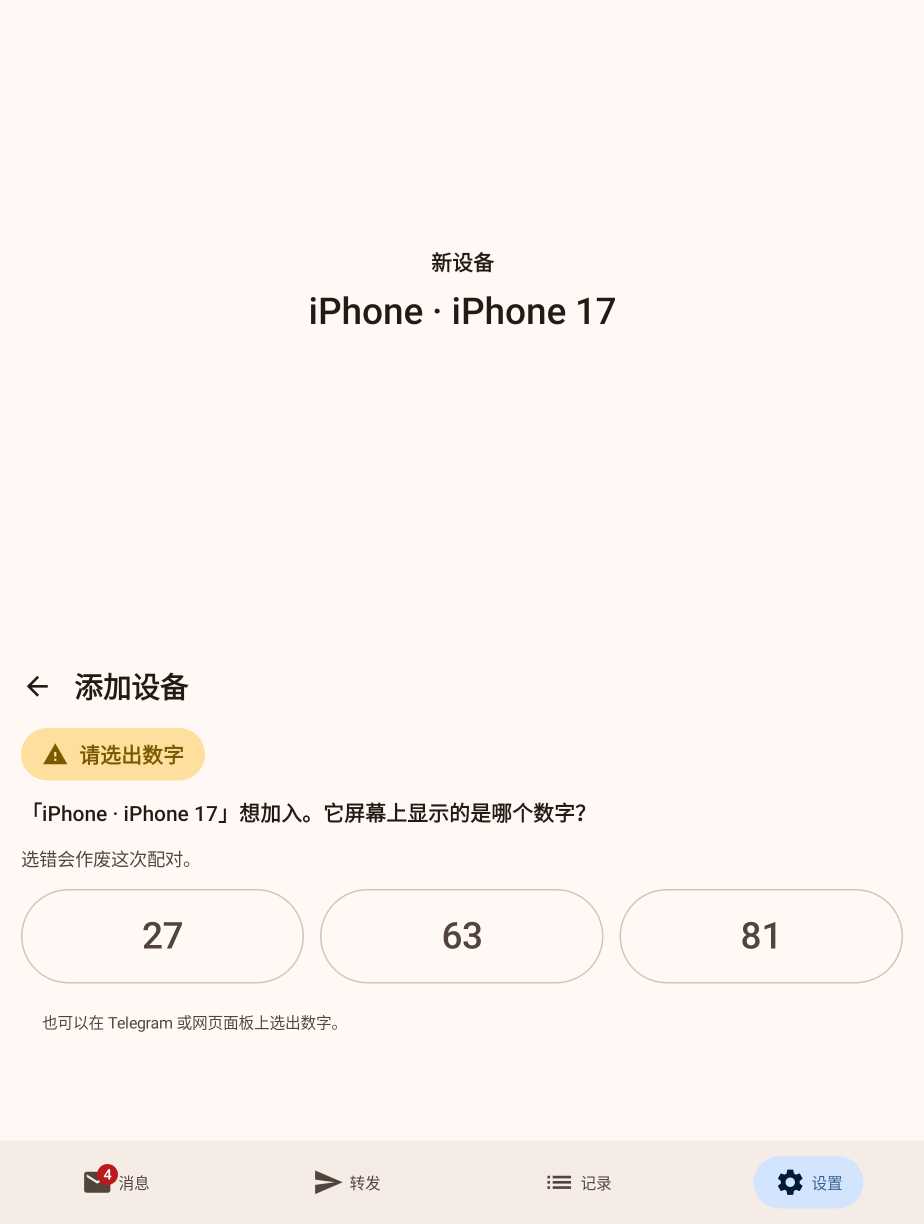 新设备
iPhone · iPhone 17
添加设备
请选出数字
「iPhone · iPhone 17」想加入。它屏幕上显示的是哪个数字？
选错会作废这次配对。
27
63
81
也可以在 Telegram 或网页面板上选出数字。
4
消息
转发
记录
设置